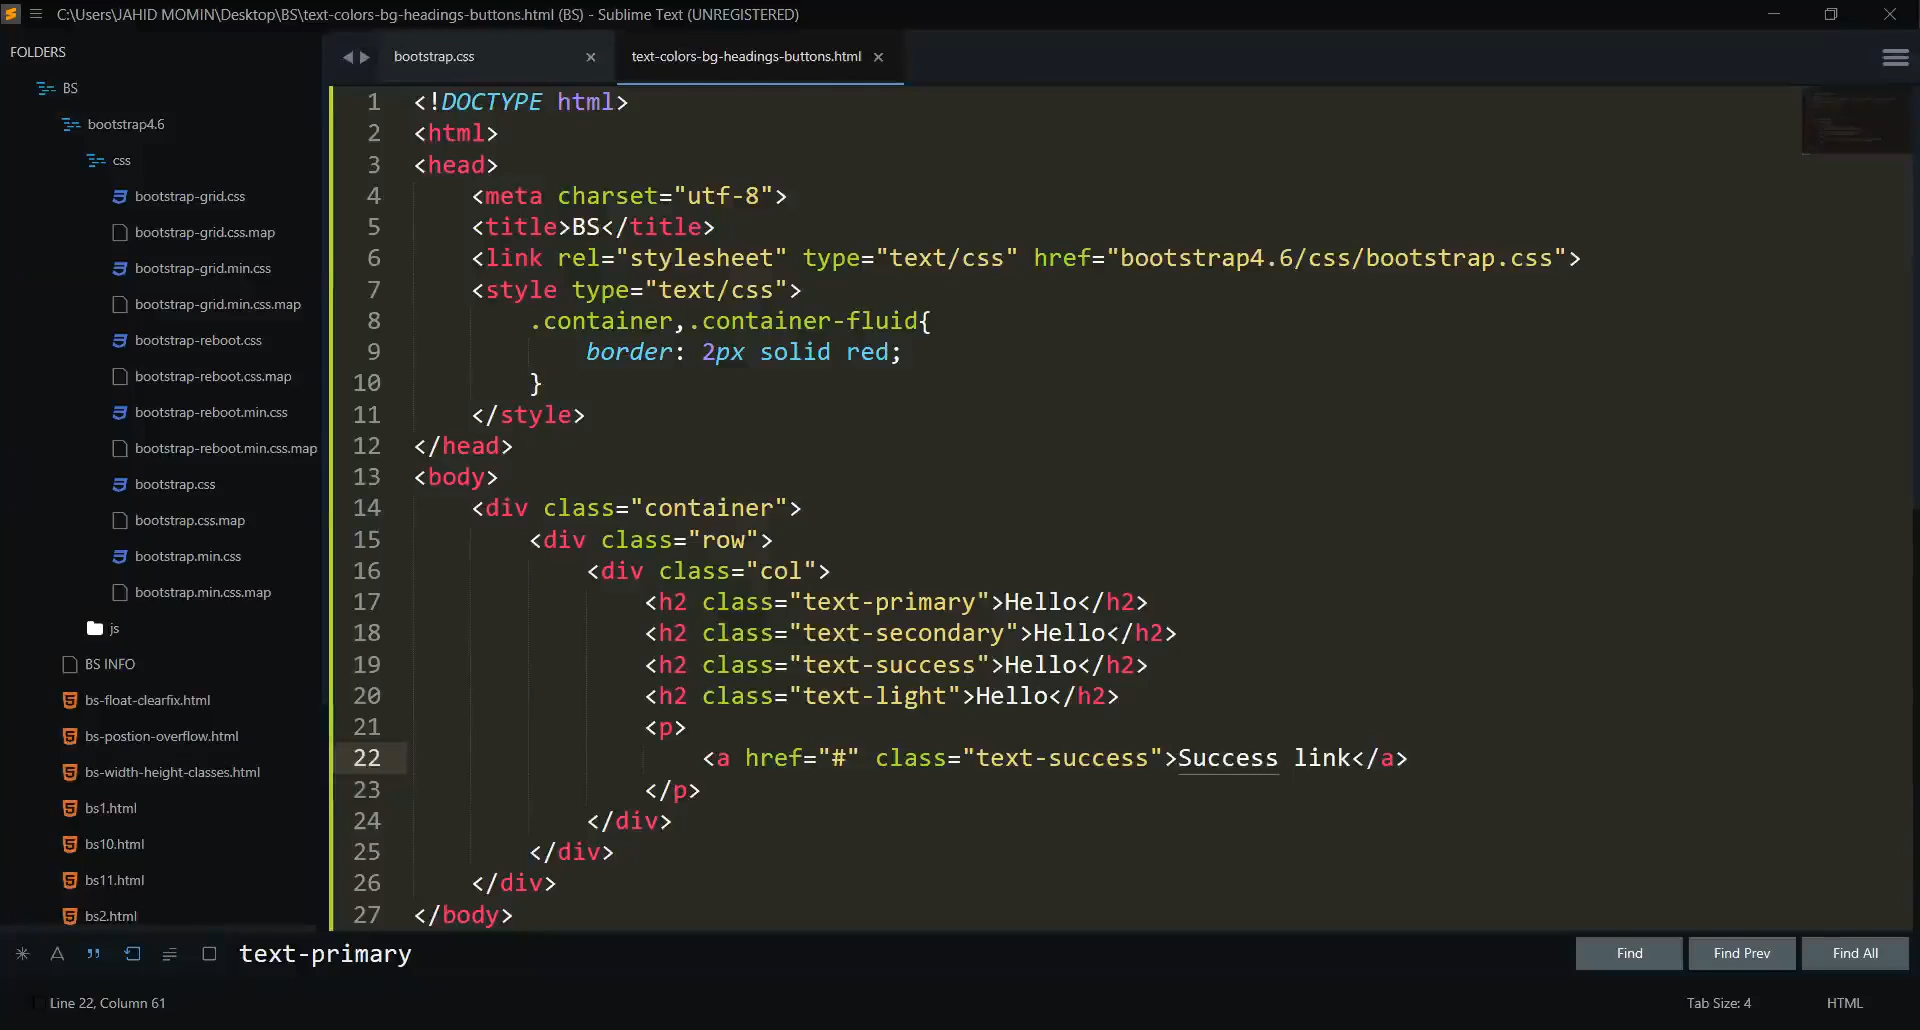 C:\Users\JAHID MOMIN\Desktop\BS\text-colors-bg-headings-buttons.html (BS) - Sublime Text (UNREGISTERED)
FOLDERS
BS
bootstrap4.6
css
bootstrap-grid.css
bootstrap-grid.css.map
bootstrap-grid.min.css
bootstrap-grid.min.css.map
bootstrap-reboot.css
bootstrap-reboot.css.map
bootstrap-reboot.min.css
bootstrap-reboot.min.css.map
bootstrap.css
bootstrap.css.map
bootstrap.min.css
bootstrap.min.css.map
js
BS INFO
bs-float-clearfix.html
bs-postion-overflow.html
bs-width-height-classes.html
bs1.html
bs10.html
bs11.html
bs2.html
bootstrap.css
text-colors-bg-headings-buttons.html
1 <!DOCTYPE html>
2 <html>
3 <head>
4 <meta charset="utf-8">
5 <title>BS</title>
6 <link rel="stylesheet" type="text/css" href="bootstrap4.6/css/bootstrap.css">
7 <style type="text/css">
8 .container,.container-fluid{
9 border: 2px solid red;
10 }
11 </style>
12 </head>
13 <body>
14 <div class="container">
15 <div class="row">
16 <div class="col">
17 <h2 class="text-primary">Hello</h2>
18 <h2 class="text-secondary">Hello</h2>
19 <h2 class="text-success">Hello</h2>
20 <h2 class="text-light">Hello</h2>
21 <p>
22 <a href="#" class="text-success">Success link</a>
23 </p>
24 </div>
25 </div>
26 </div>
27 </body>
text-primary
Find
Find Prev
Find All
Line 22, Column 61
Tab Size: 4
HTML